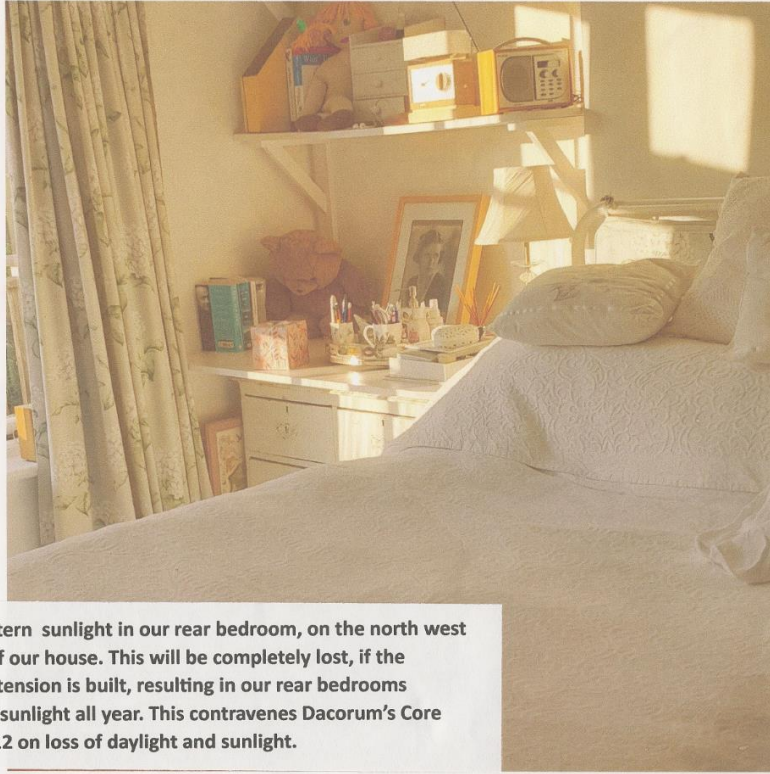 tern sunlight in our rear bedroom, on the north west
f our house. This will be completely lost, if the
tension is built, resulting in our rear bedrooms
sunlight all year. This contravenes Dacorum's Core
2 on loss of daylight and sunlight.